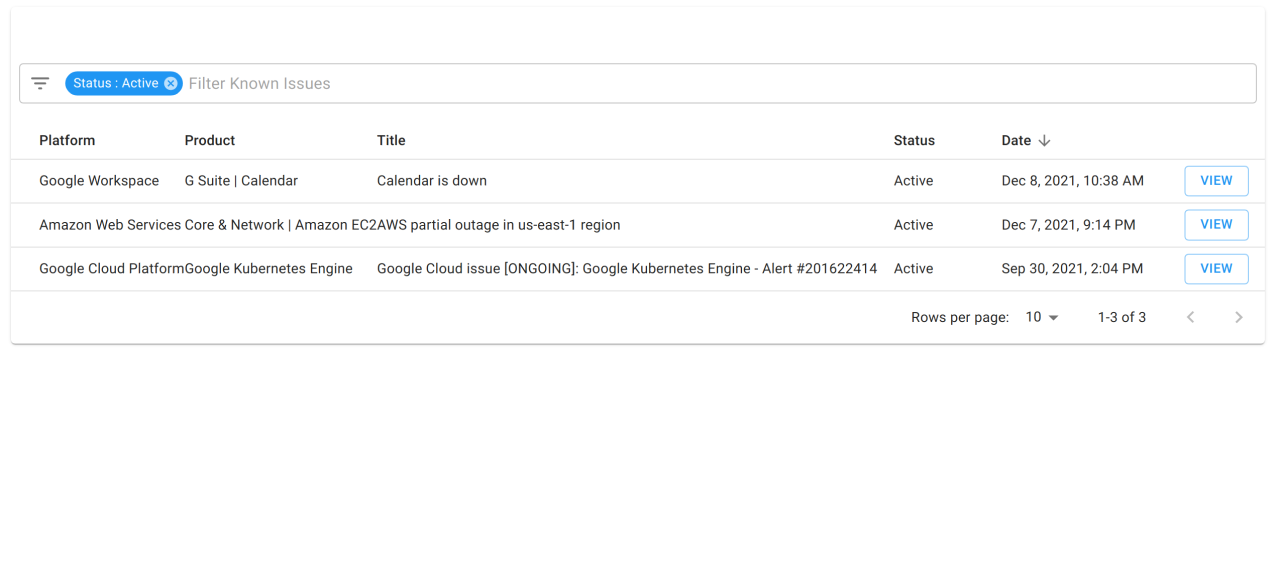 Status : Active Filter Known Issues
Platform Product Title Status Date
Google Workspace G Suite | Calendar Calendar is down Active Dec 8, 2021, 10:38 AM VIEW
Amazon Web Services Core & Network | Amazon EC2 AWS partial outage in us-east-1 region Active Dec 7, 2021, 9:14 PM VIEW
Google Cloud Platform Google Kubernetes Engine Google Cloud issue [ONGOING]: Google Kubernetes Engine - Alert #201622414 Active Sep 30, 2021, 2:04 PM VIEW
Rows per page: 10 1-3 of 3